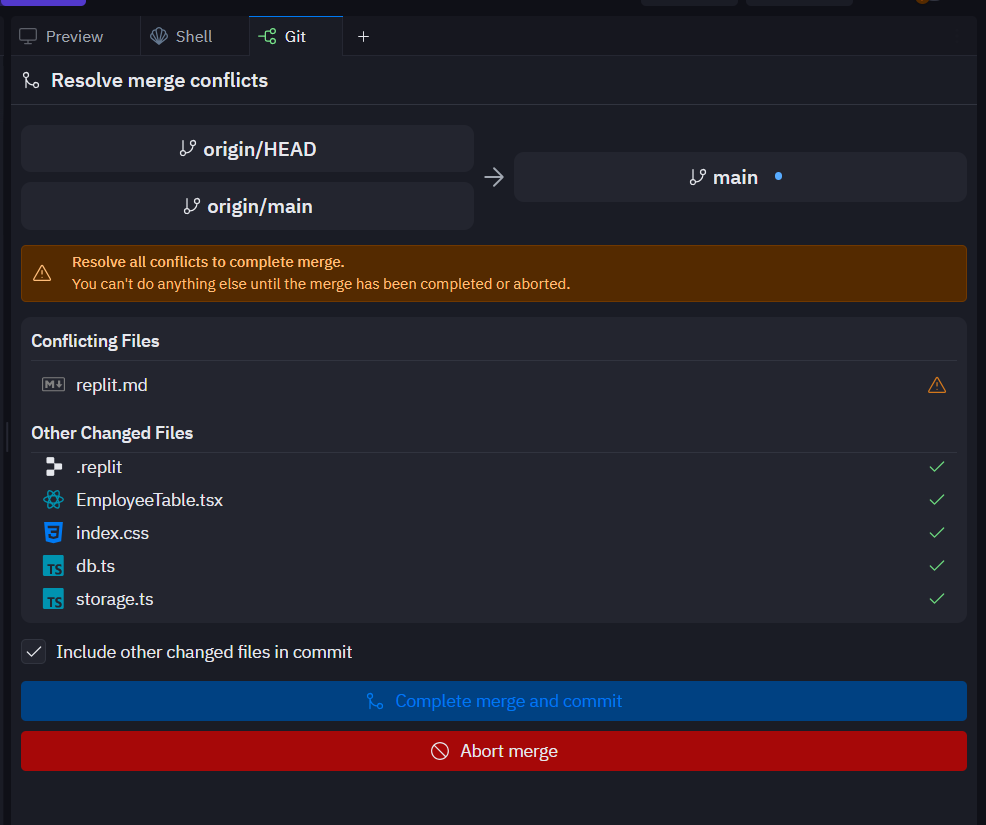 Preview
Shell
Git
Resolve merge conflicts
origin/HEAD
origin/main
main
Resolve all conflicts to complete merge.
You can't do anything else until the merge has been completed or aborted.
Conflicting Files
M replit.md
Other Changed Files
.replit
EmployeeTable.tsx
index.css
TS db.ts
TS storage.ts
Include other changed files in commit
Complete merge and commit
Abort merge